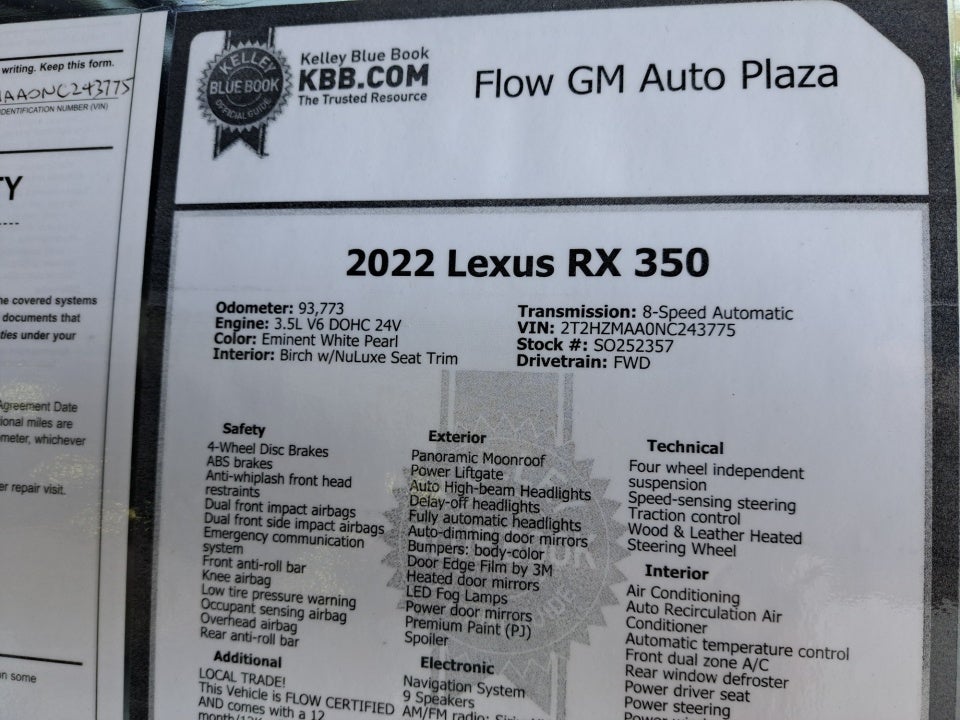 writing. Keep this form.
AA0NC243775
IDENTIFICATION NUMBER (VIN)
TY
covered systems
documents that
ties under your
Agreement Date
ional miles are
meter, whichever
er repair visit.
on some
KELLEY
BLUE BOOK
OFFICIAL GUIDE
Kelley Blue Book
KBB.COM
The Trusted Resource
Flow GM Auto Plaza
2022 Lexus RX 350
Odometer: 93,773
Engine: 3.5L V6 DOHC 24V
Color: Eminent White Pearl
Interior: Birch w/NuLuxe Seat Trim
Transmission: 8-Speed Automatic
VIN: 2T2HZMAA0NC243775
Stock #: SO252357
Drivetrain: FWD
Safety
4-Wheel Disc Brakes
ABS brakes
Anti-whiplash front head
restraints
Dual front impact airbags
Dual front side impact airbags
Emergency communication
system
Front anti-roll bar
Knee airbag
Low tire pressure warning
Occupant sensing airbag
Overhead airbag
Rear anti-roll bar
Additional
LOCAL TRADE!
This Vehicle is FLOW CERTIFIED
AND comes with a 12
Exterior
Panoramic Moonroof
Power Liftgate
Auto High-beam Headlights
Delay-off headlights
Fully automatic headlights
Auto-dimming door mirrors
Bumpers: body-color
Door Edge Film by 3M
Heated door mirrors
LED Fog Lamps
Power door mirrors
Premium Paint (PJ)
Spoiler
Electronic
Navigation System
9 Speakers
AM/FM radio:
Technical
Four wheel independent
suspension
Speed-sensing steering
Traction control
Wood & Leather Heated
Steering Wheel
Interior
Air Conditioning
Auto Recirculation Air
Conditioner
Automatic temperature control
Front dual zone A/C
Rear window defroster
Power driver seat
Power steering